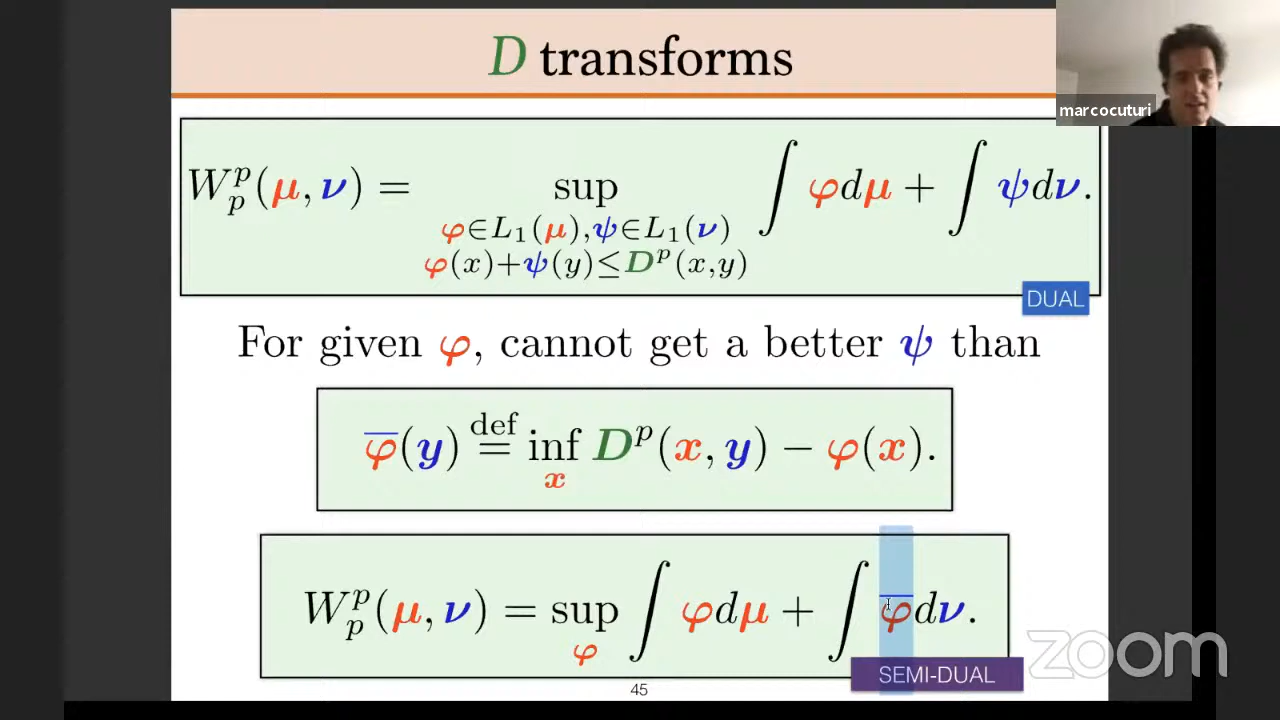 D transforms
marcocuturi
W_p^p(μ, ν) = sup_{φ∈L_1(μ),ψ∈L_1(ν) φ(x)+ψ(y)≤D^p(x,y)} ∫ φdμ + ∫ ψdν.
DUAL
For given φ, cannot get a better ψ than
φ̅(y) def= inf_x D^p(x, y) − φ(x).
W_p^p(μ, ν) = sup_φ ∫ φdμ + ∫ φ̅dν.
SEMI-DUAL
45
zoom